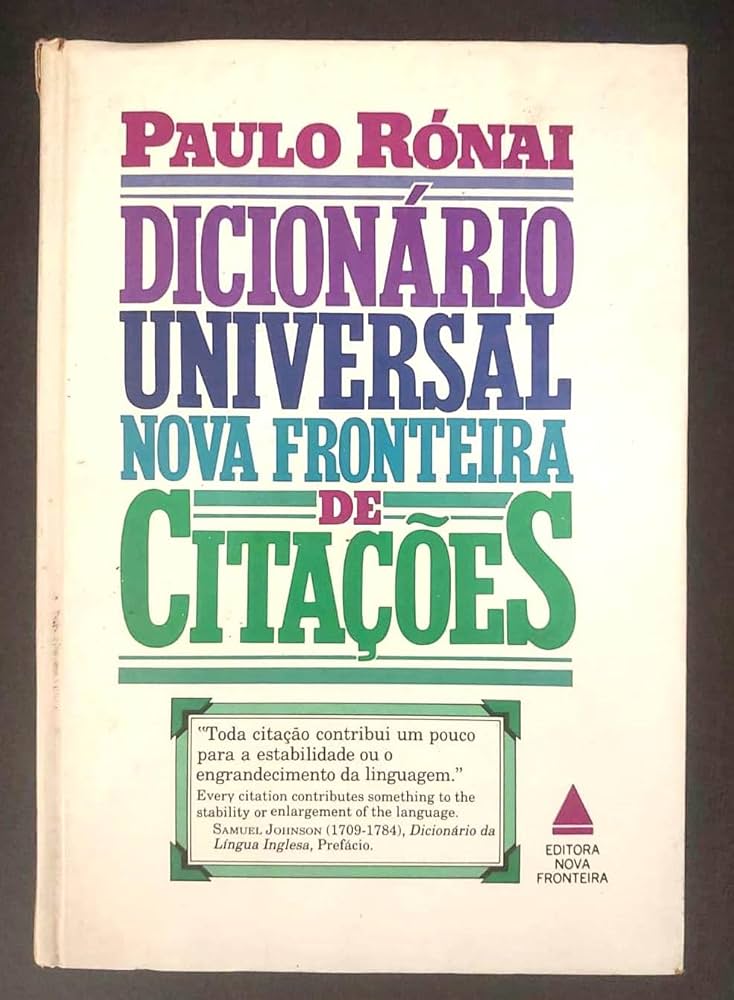 PAULO RÓNAI
DICIONÁRIO
UNIVERSAL
NOVA FRONTEIRA
DE
CITAÇÕES
"Toda citação contribui um pouco
para a estabilidade ou o
engrandecimento da linguagem."
Every citation contributes something to the
stability or enlargement of the language.
SAMUEL JOHNSON (1709-1784), Dicionário da
Língua Inglesa, Prefácio.
EDITORA
NOVA
FRONTEIRA